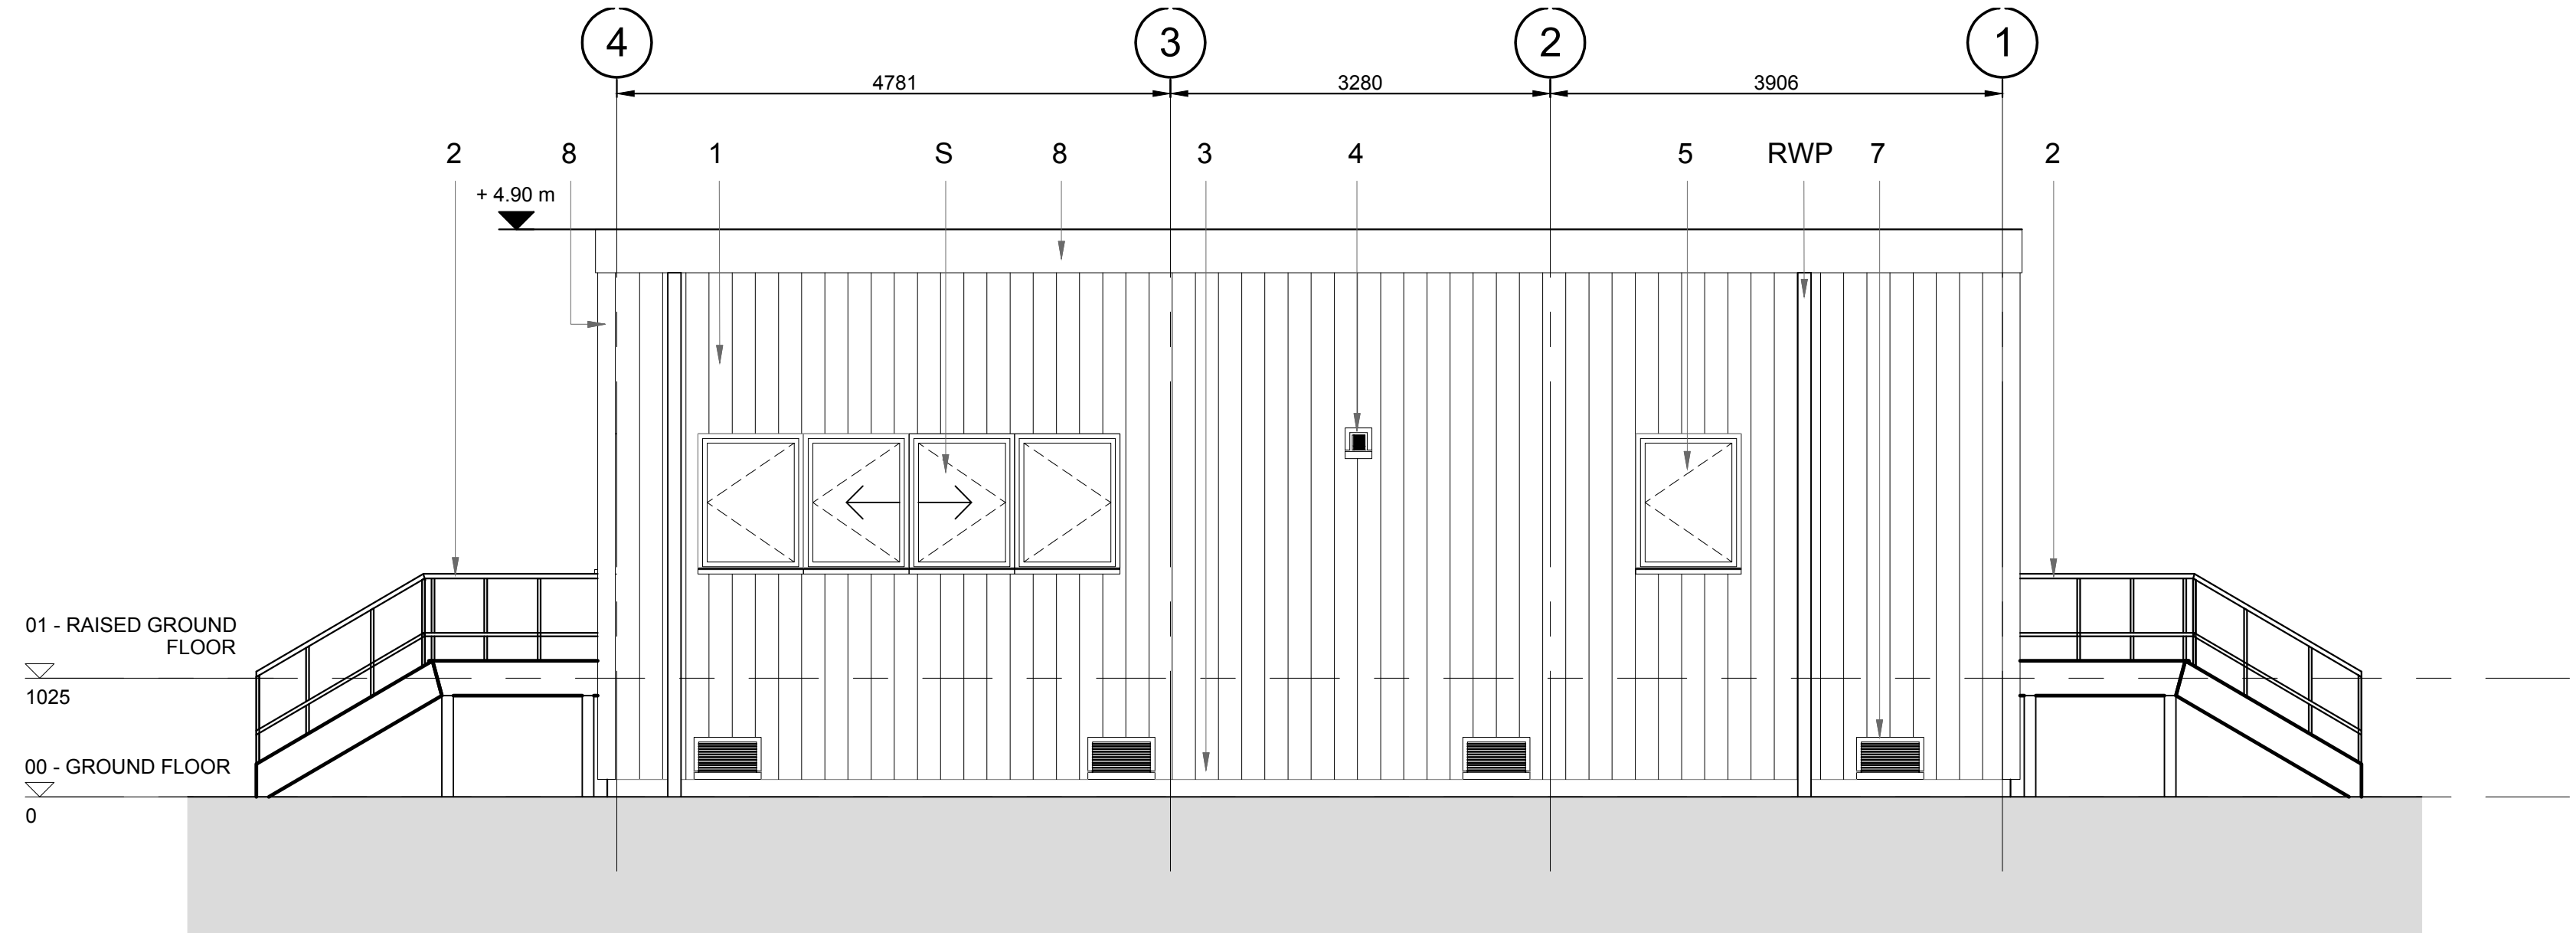 4 3 2 1
4781 3280 3906
2 8 1 S 8 3 4 5 RWP 7 2
+ 4.90 m
01 - RAISED GROUND
FLOOR
1025
00 - GROUND FLOOR
0